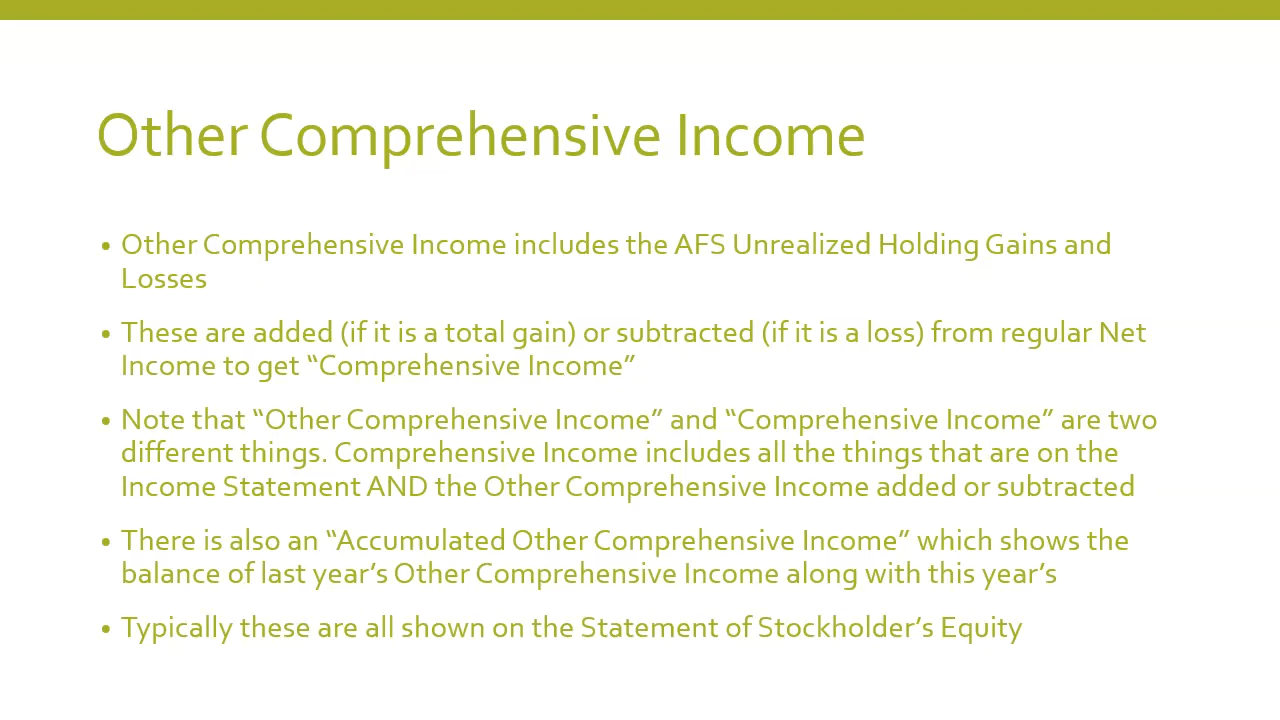 Other Comprehensive Income
• Other Comprehensive Income includes the AFS Unrealized Holding Gains and
Losses
• These are added (if it is a total gain) or subtracted (if it is a loss) from regular Net
Income to get “Comprehensive Income”
• Note that “Other Comprehensive Income” and “Comprehensive Income” are two
different things. Comprehensive Income includes all the things that are on the
Income Statement AND the Other Comprehensive Income added or subtracted
• There is also an “Accumulated Other Comprehensive Income” which shows the
balance of last year’s Other Comprehensive Income along with this year’s
• Typically these are all shown on the Statement of Stockholder’s Equity